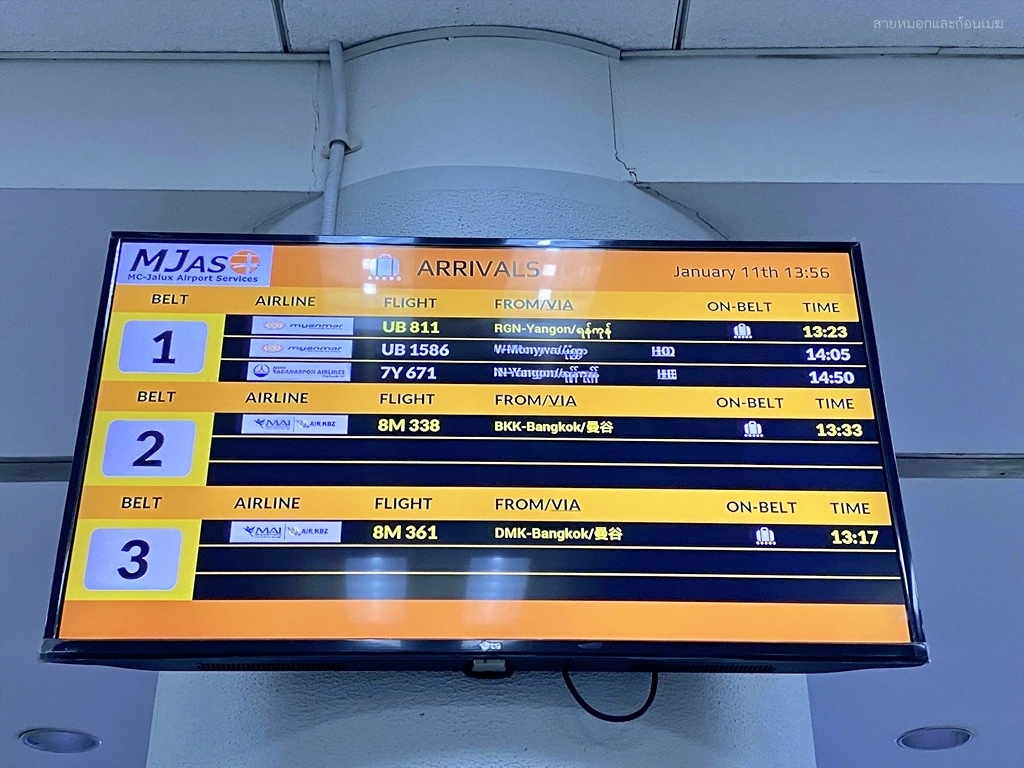 สายหมอกและก้อนเมฆ
MJAS
MC-Jalux Airport Services
ARRIVALS
January 11th 13:56
BELT AIRLINE FLIGHT FROM/VIA ON-BELT TIME
1
myanmar UB 811 RGN-Yangon/ရန်ကုန် 13:23
myanmar UB 1586 14:05
YADANARPON AIRLINES 7Y 671 14:50
BELT AIRLINE FLIGHT FROM/VIA ON-BELT TIME
2
MAI AIR KBZ 8M 338 BKK-Bangkok/曼谷 13:33
BELT AIRLINE FLIGHT FROM/VIA ON-BELT TIME
3
MAI AIR KBZ 8M 361 DMK-Bangkok/曼谷 13:17
LG